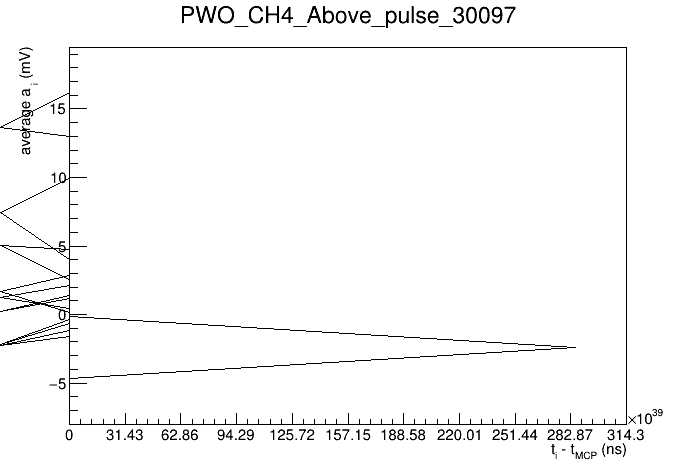 PWO_CH4_Above_pulse_30097
average a i (mV)
15
10
5
0
−5
0 31.43 62.86 94.29 125.72 157.15 188.58 220.01 251.44 282.87 314.3
×10^39
t_i - t_MCP (ns)